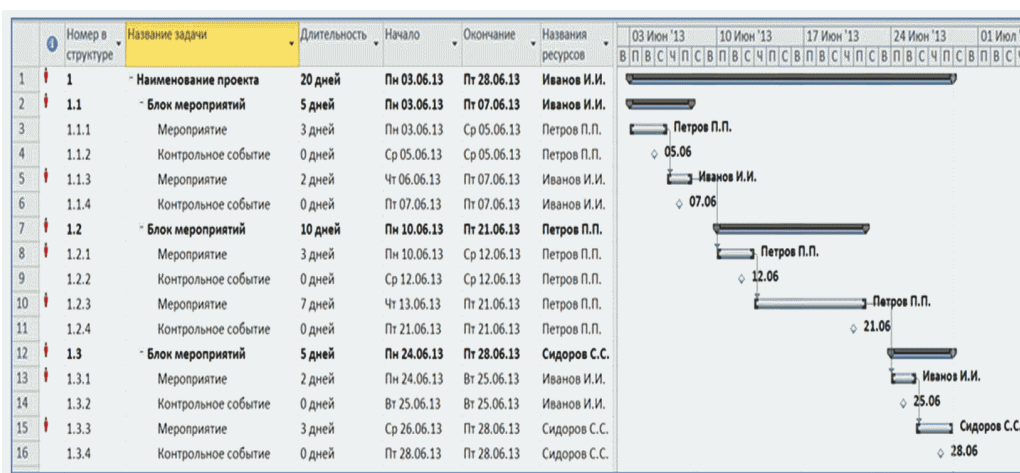 Номер в структуре Название задачи Длительность Начало Окончание Названия ресурсов 03 Июн '13 10 Июн '13 17 Июн '13 24 Июн '13 01 Июл '
В П В С Ч П С В П В С Ч П С В П В С Ч П С В П В С Ч П С В П В С Ч
1 1 - Наименование проекта 20 дней Пн 03.06.13 Пт 28.06.13 Иванов И.И.
2 1.1 - Блок мероприятий 5 дней Пн 03.06.13 Пт 07.06.13 Иванов И.И.
3 1.1.1 Мероприятие 3 дней Пн 03.06.13 Ср 05.06.13 Петров П.П. Петров П.П.
4 1.1.2 Контрольное событие 0 дней Ср 05.06.13 Ср 05.06.13 Петров П.П. 05.06
5 1.1.3 Мероприятие 2 дней Чт 06.06.13 Пт 07.06.13 Иванов И.И. Иванов И.И.
6 1.1.4 Контрольное событие 0 дней Пт 07.06.13 Пт 07.06.13 Иванов И.И. 07.06
7 1.2 - Блок мероприятий 10 дней Пн 10.06.13 Пт 21.06.13 Петров П.П.
8 1.2.1 Мероприятие 3 дней Пн 10.06.13 Ср 12.06.13 Петров П.П. Петров П.П.
9 1.2.2 Контрольное событие 0 дней Ср 12.06.13 Ср 12.06.13 Петров П.П. 12.06
10 1.2.3 Мероприятие 7 дней Чт 13.06.13 Пт 21.06.13 Петров П.П. Петров П.П.
11 1.2.4 Контрольное событие 0 дней Пт 21.06.13 Пт 21.06.13 Петров П.П. 21.06
12 1.3 - Блок мероприятий 5 дней Пн 24.06.13 Пт 28.06.13 Сидоров С.С.
13 1.3.1 Мероприятие 2 дней Пн 24.06.13 Вт 25.06.13 Иванов И.И. Иванов И.И.
14 1.3.2 Контрольное событие 0 дней Вт 25.06.13 Вт 25.06.13 Иванов И.И. 25.06
15 1.3.3 Мероприятие 3 дней Ср 26.06.13 Пт 28.06.13 Сидоров С.С. Сидоров С.С.
16 1.3.4 Контрольное событие 0 дней Пт 28.06.13 Пт 28.06.13 Сидоров С.С. 28.06